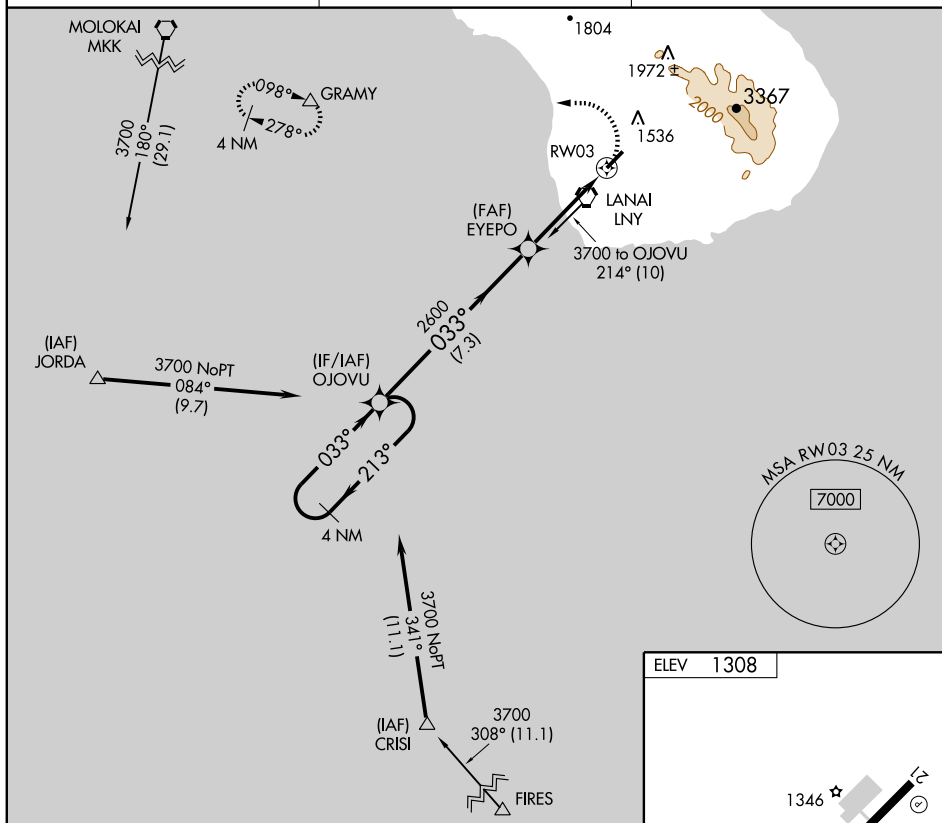 MOLOKAI
MKK
1804
1972 ±
3367
2000
098°
GRAMY
278°
4 NM
1536
3700
180°
(29.1)
RW03
LANAI
LNY
(FAF)
EYEPO
3700 to OJOVU
214° (10)
2600
033°
(7.3)
(IAF)
JORDA
3700 NoPT
084°
(9.7)
(IF/IAF)
OJOVU
033°
213°
4 NM
MSA RW03 25 NM
7000
3700 NoPT
341°
(11.1)
(IAF)
CRISI
3700
308° (11.1)
FIRES
ELEV 1308
1346
21
P